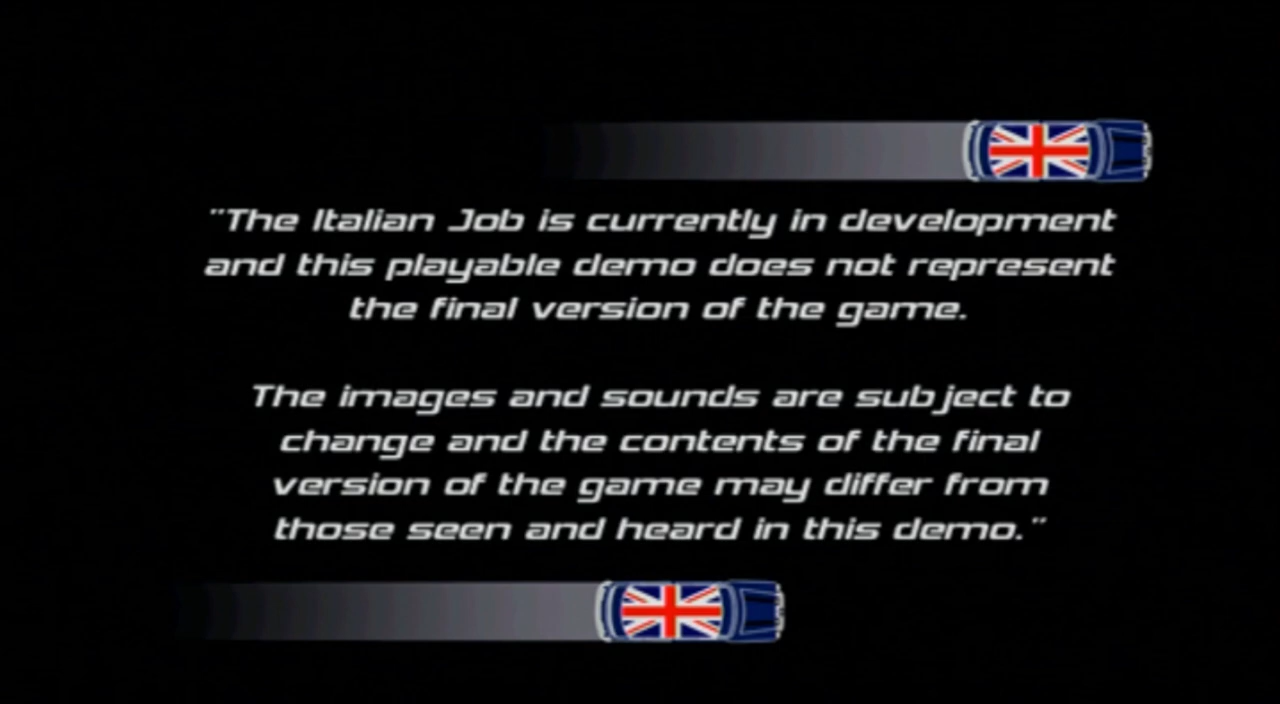 "The Italian Job is currently in development
and this playable demo does not represent
the final version of the game.
The images and sounds are subject to
change and the contents of the final
version of the game may differ from
those seen and heard in this demo."